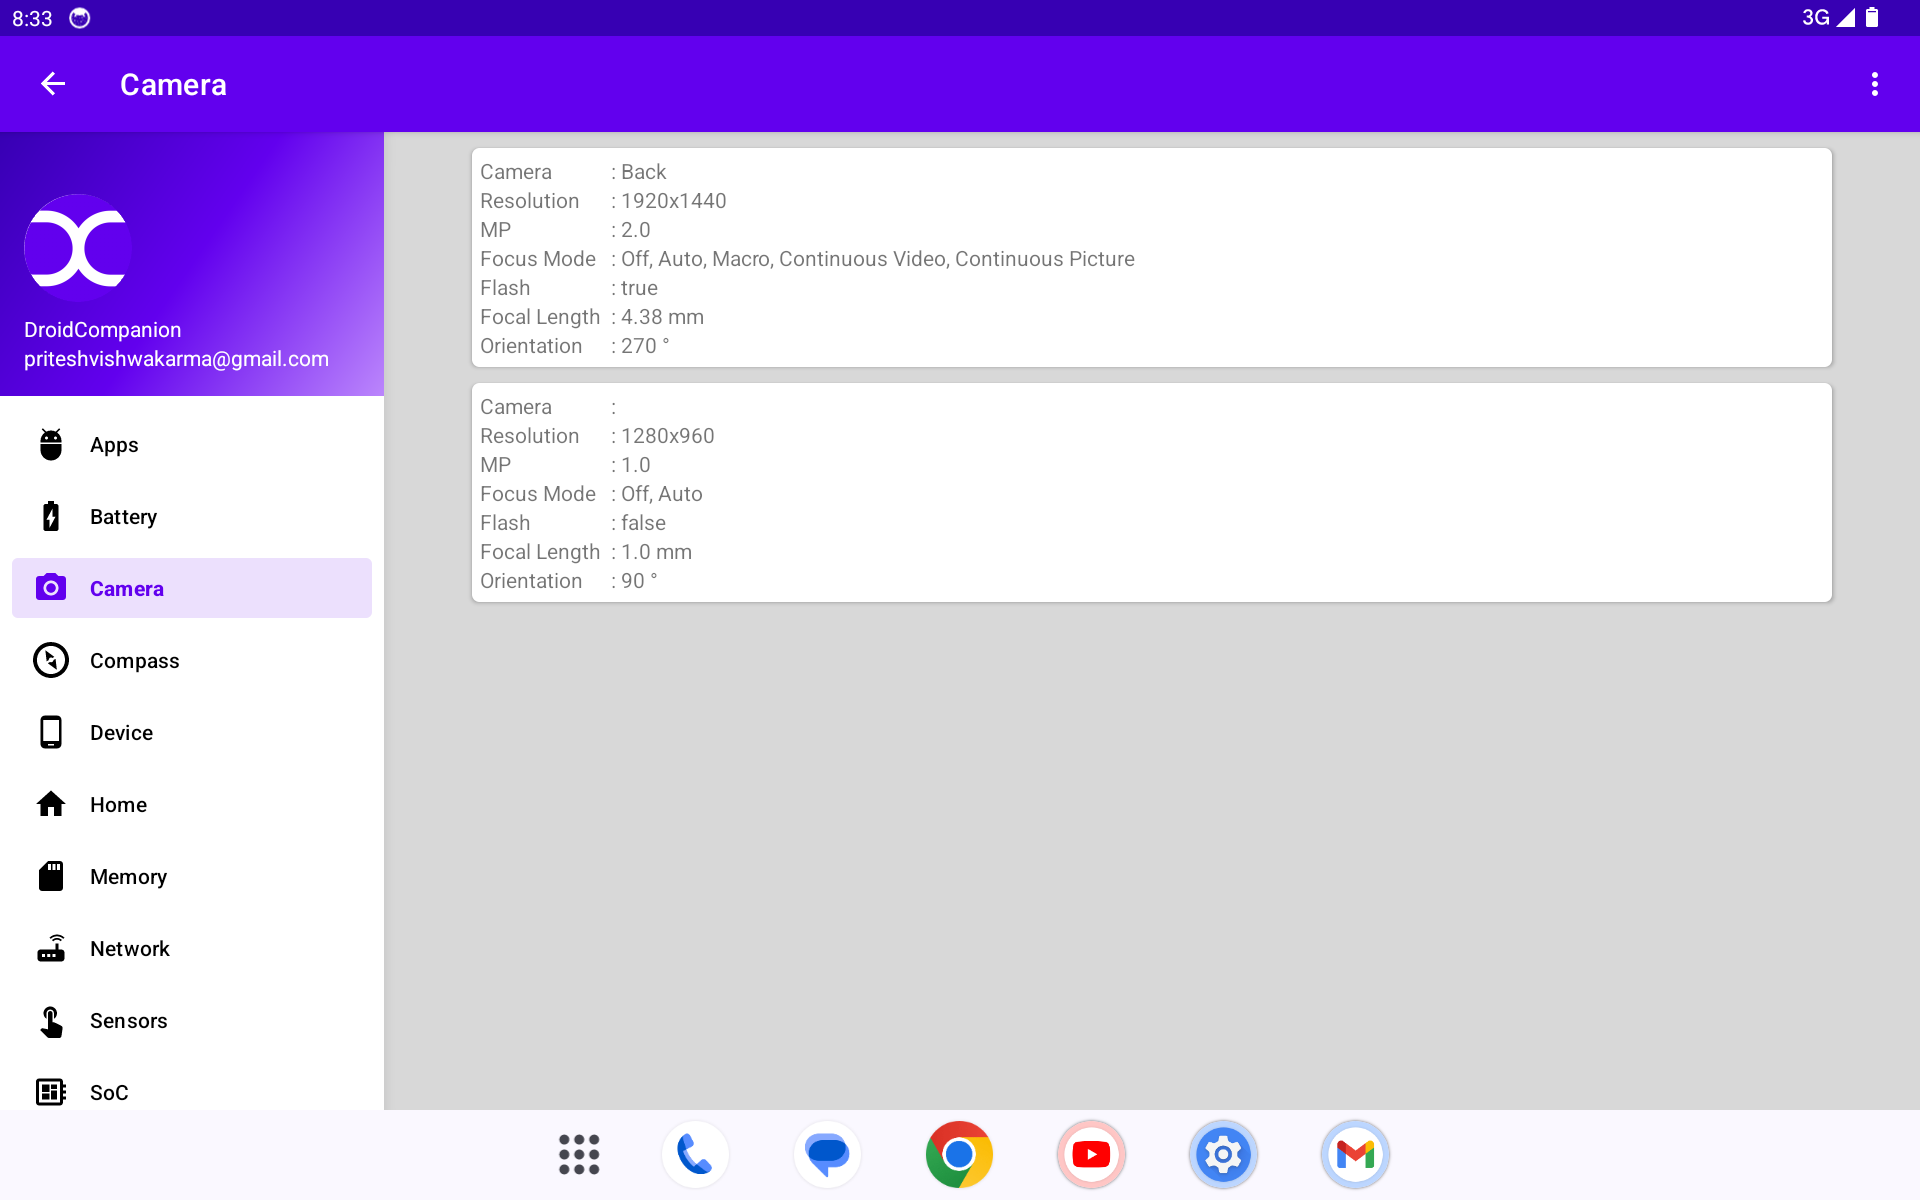 8:33
3G
Camera
DroidCompanion
priteshvishwakarma@gmail.com
Apps
Battery
Camera
Compass
Device
Home
Memory
Network
Sensors
SoC
Camera : Back
Resolution : 1920x1440
MP : 2.0
Focus Mode : Off, Auto, Macro, Continuous Video, Continuous Picture
Flash : true
Focal Length : 4.38 mm
Orientation : 270 °
Camera :
Resolution : 1280x960
MP : 1.0
Focus Mode : Off, Auto
Flash : false
Focal Length : 1.0 mm
Orientation : 90 °